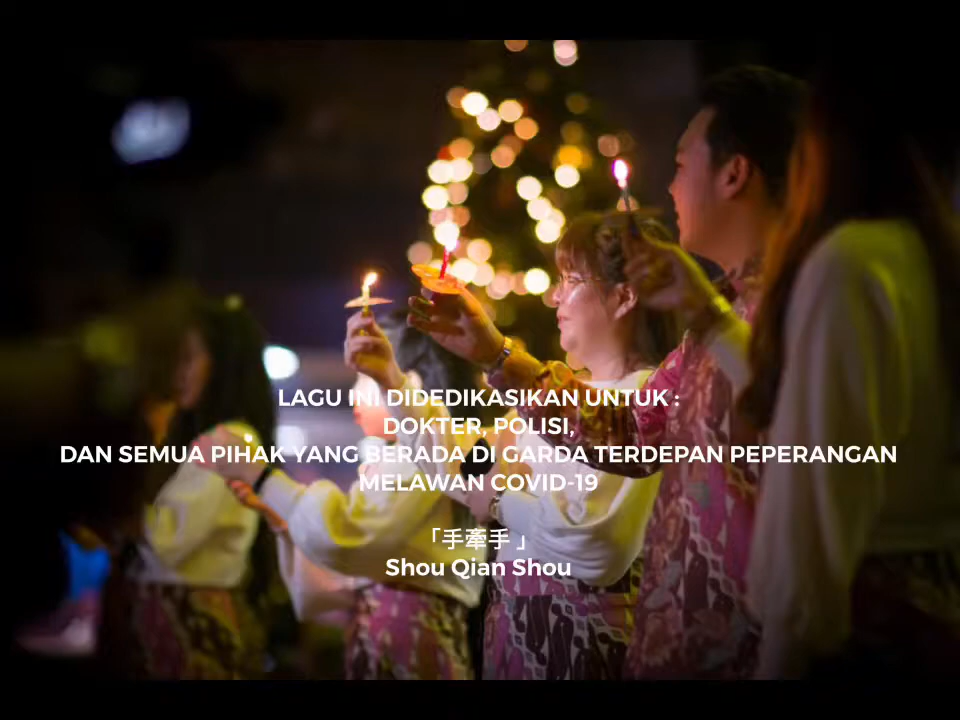 LAGU INI DIDEDIKASIKAN UNTUK :
DOKTER, POLISI,
DAN SEMUA PIHAK YANG BERADA DI GARDA TERDEPAN PEPERANGAN
MELAWAN COVID-19
「手牽手 」
Shou Qian Shou